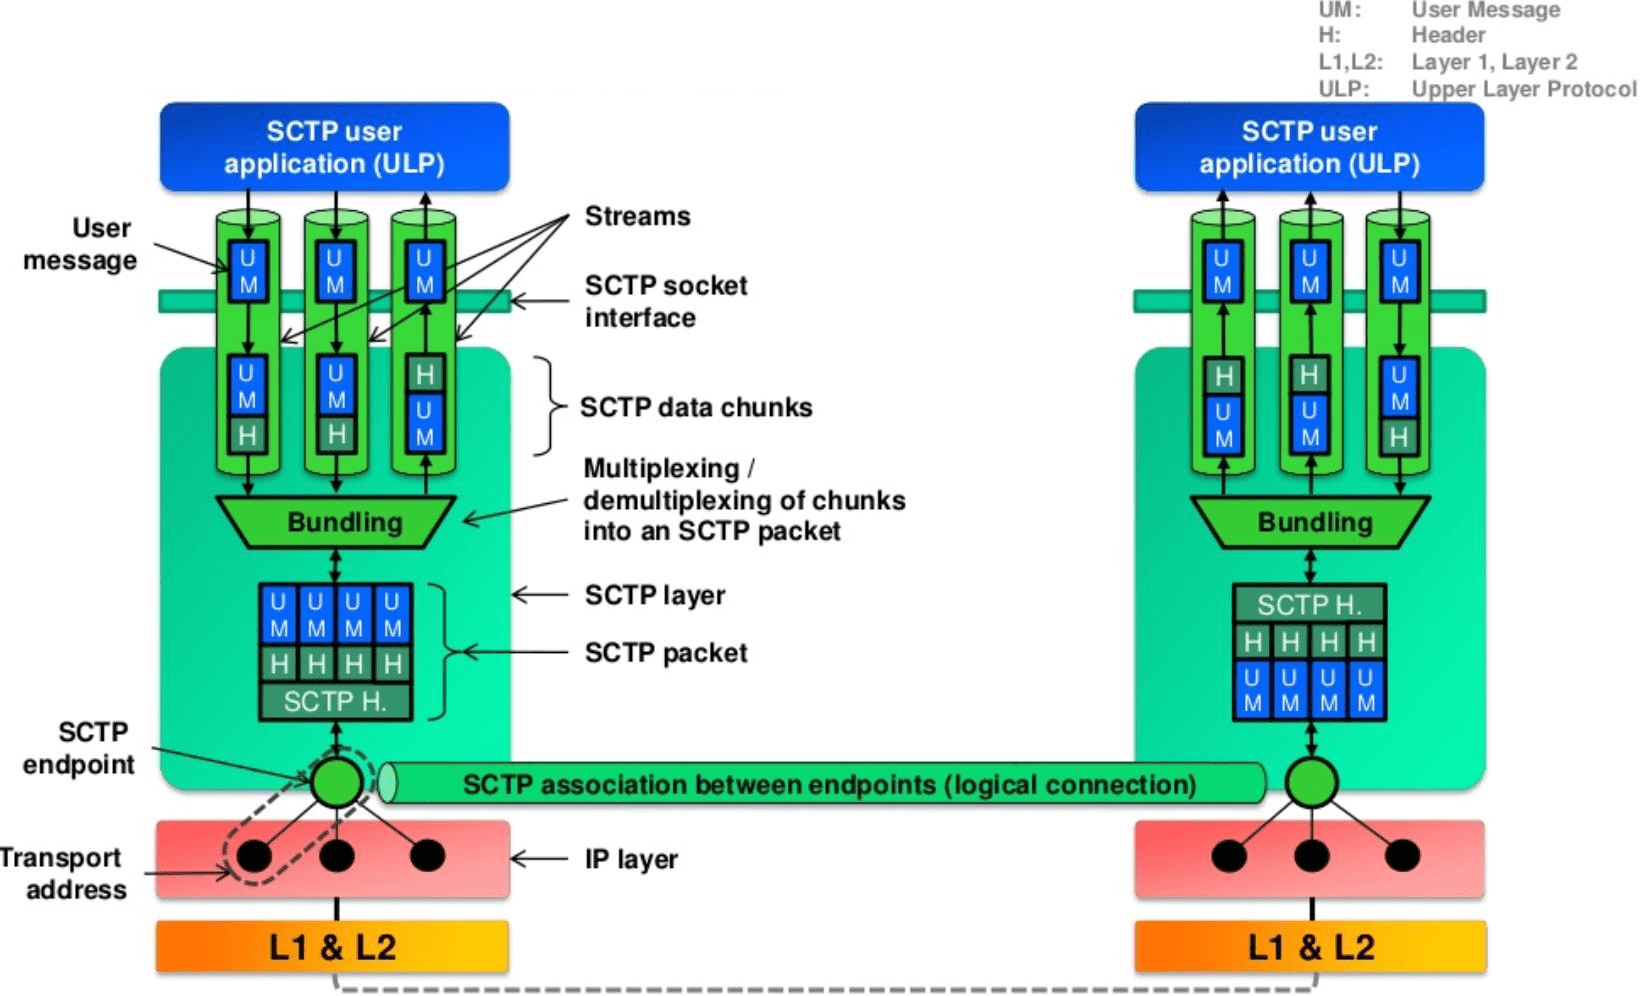 UM: User Message
H: Header
L1,L2: Layer 1, Layer 2
ULP: Upper Layer Protocol
SCTP user
application (ULP)
SCTP user
application (ULP)
User
message
Streams
SCTP socket
interface
U U U
M M M
U U U
M M M
U U H
M M U
H H M
H H U
U U M
M M H
SCTP data chunks
Multiplexing /
demultiplexing of chunks
into an SCTP packet
Bundling
Bundling
SCTP layer
SCTP packet
U U U U
M M M M
H H H H
SCTP H.
SCTP H.
H H H H
U U U U
M M M M
SCTP
endpoint
SCTP association between endpoints (logical connection)
Transport
address
IP layer
L1 & L2
L1 & L2